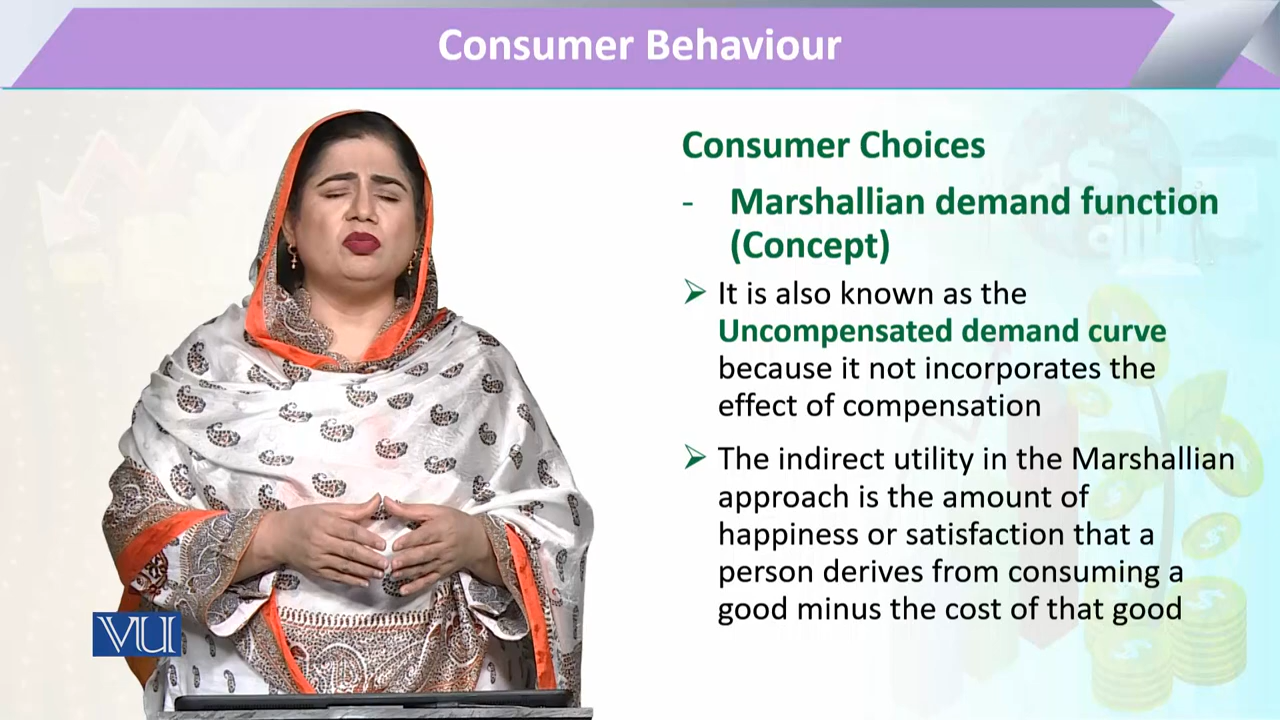 Consumer Behaviour
Consumer Choices
- Marshallian demand function
(Concept)
➢ It is also known as the
Uncompensated demand curve
because it not incorporates the
effect of compensation
➢ The indirect utility in the Marshallian
approach is the amount of
happiness or satisfaction that a
person derives from consuming a
good minus the cost of that good
VU